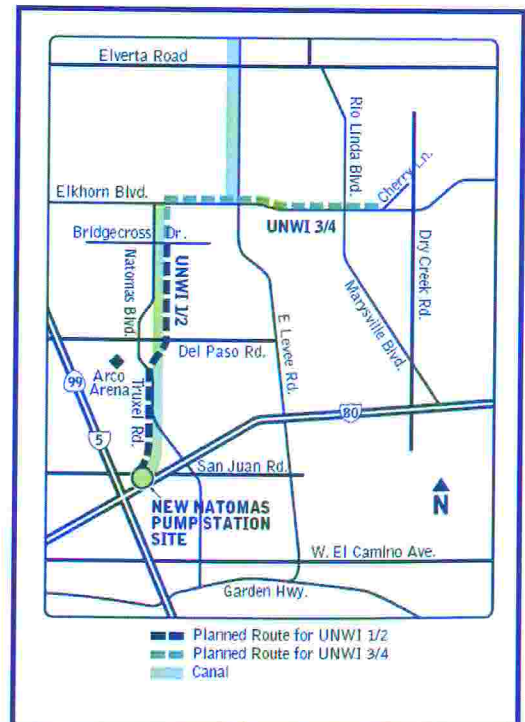 Elverta Road
Rio Linda Blvd.
Cherry Ln.
Elkhorn Blvd.
UNWI 3/4
Bridgecross Dr.
Natomas Blvd.
UNWI 1/2
Dry Creek Rd.
Marysville Blvd.
E Levee Rd.
Del Paso Rd.
Arco
Arena
Truxel Rd.
99
5
80
San Juan Rd.
N
NEW NATOMAS
PUMP STATION
SITE
W. El Camino Ave.
Garden Hwy.
Planned Route for UNWI 1/2
Planned Route for UNWI 3/4
Canal